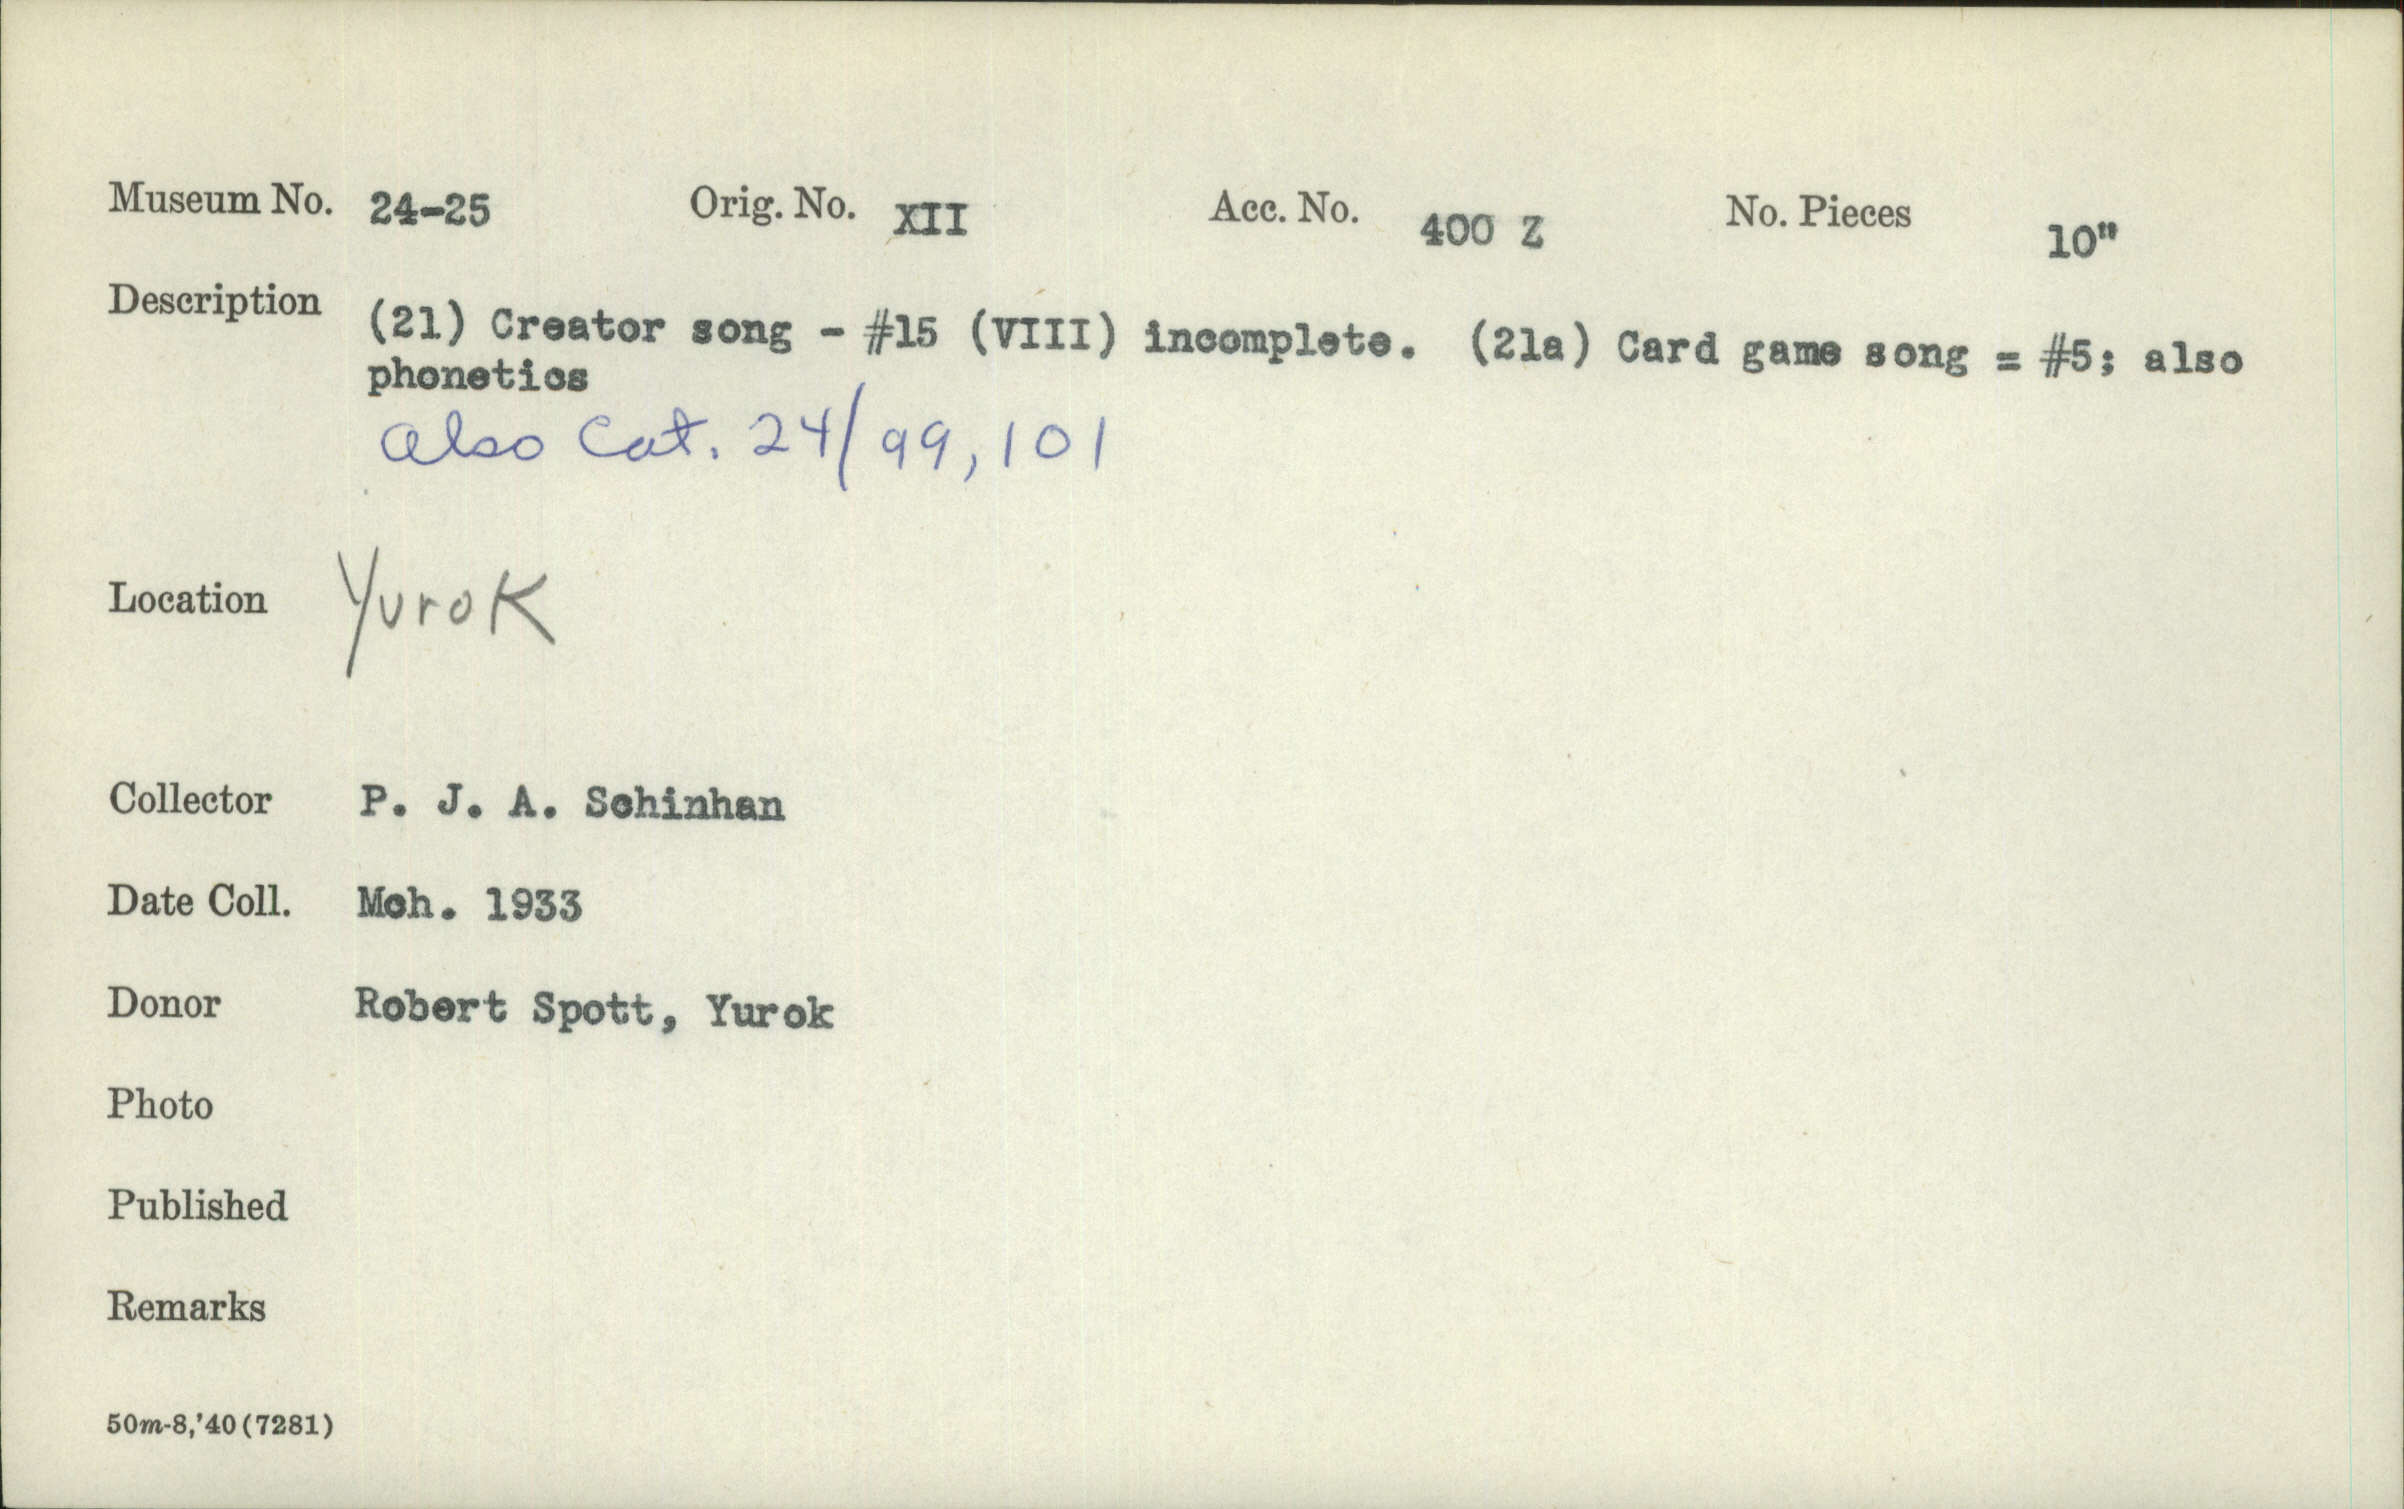 Museum No. 24-25 Orig. No. XII Acc. No. 400 Z No. Pieces 10"
Description (21) Creator song - #15 (VIII) incomplete. (21a) Card game song = #5; also
phonetics
also Cat. 24/99, 101
Location Yurok
Collector P. J. A. Schinhan
Date Coll. Mch. 1933
Donor Robert Spott, Yurok
Photo
Published
Remarks
50m-8,'40(7281)